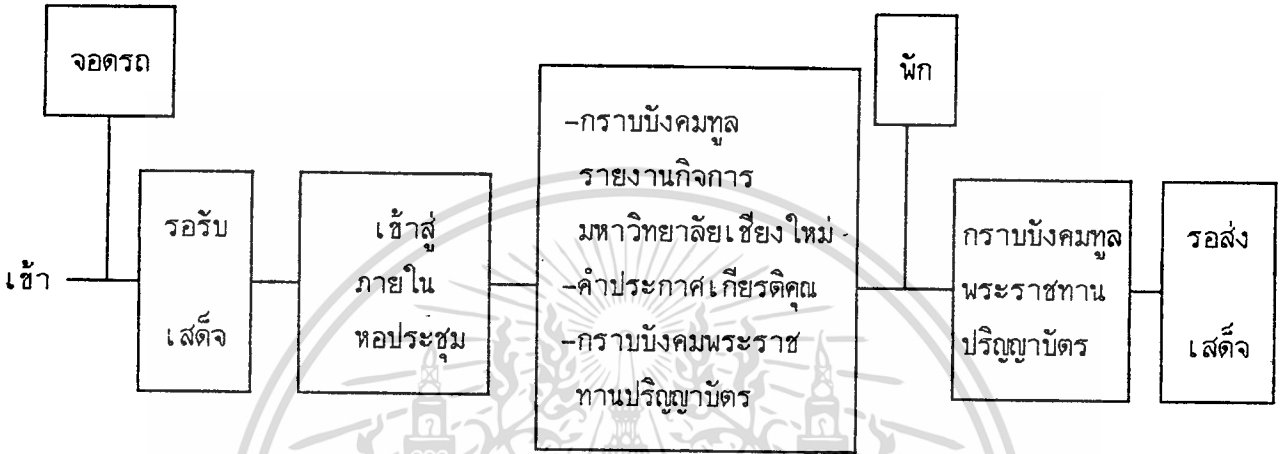 เข้า
จอดรถ
รอรับ
เสด็จ
เข้าสู่
ภายใน
หอประชุม
-กราบบังคมทูล
รายงานกิจการ
มหาวิทยาลัยเชียงใหม่
-คำประกาศเกียรติคุณ
-กราบบังคมพระราช
ทานปริญญาบัตร
พัก
กราบบังคมทูล
พระราชทาน
ปริญญาบัตร
รอส่ง
เสด็จ